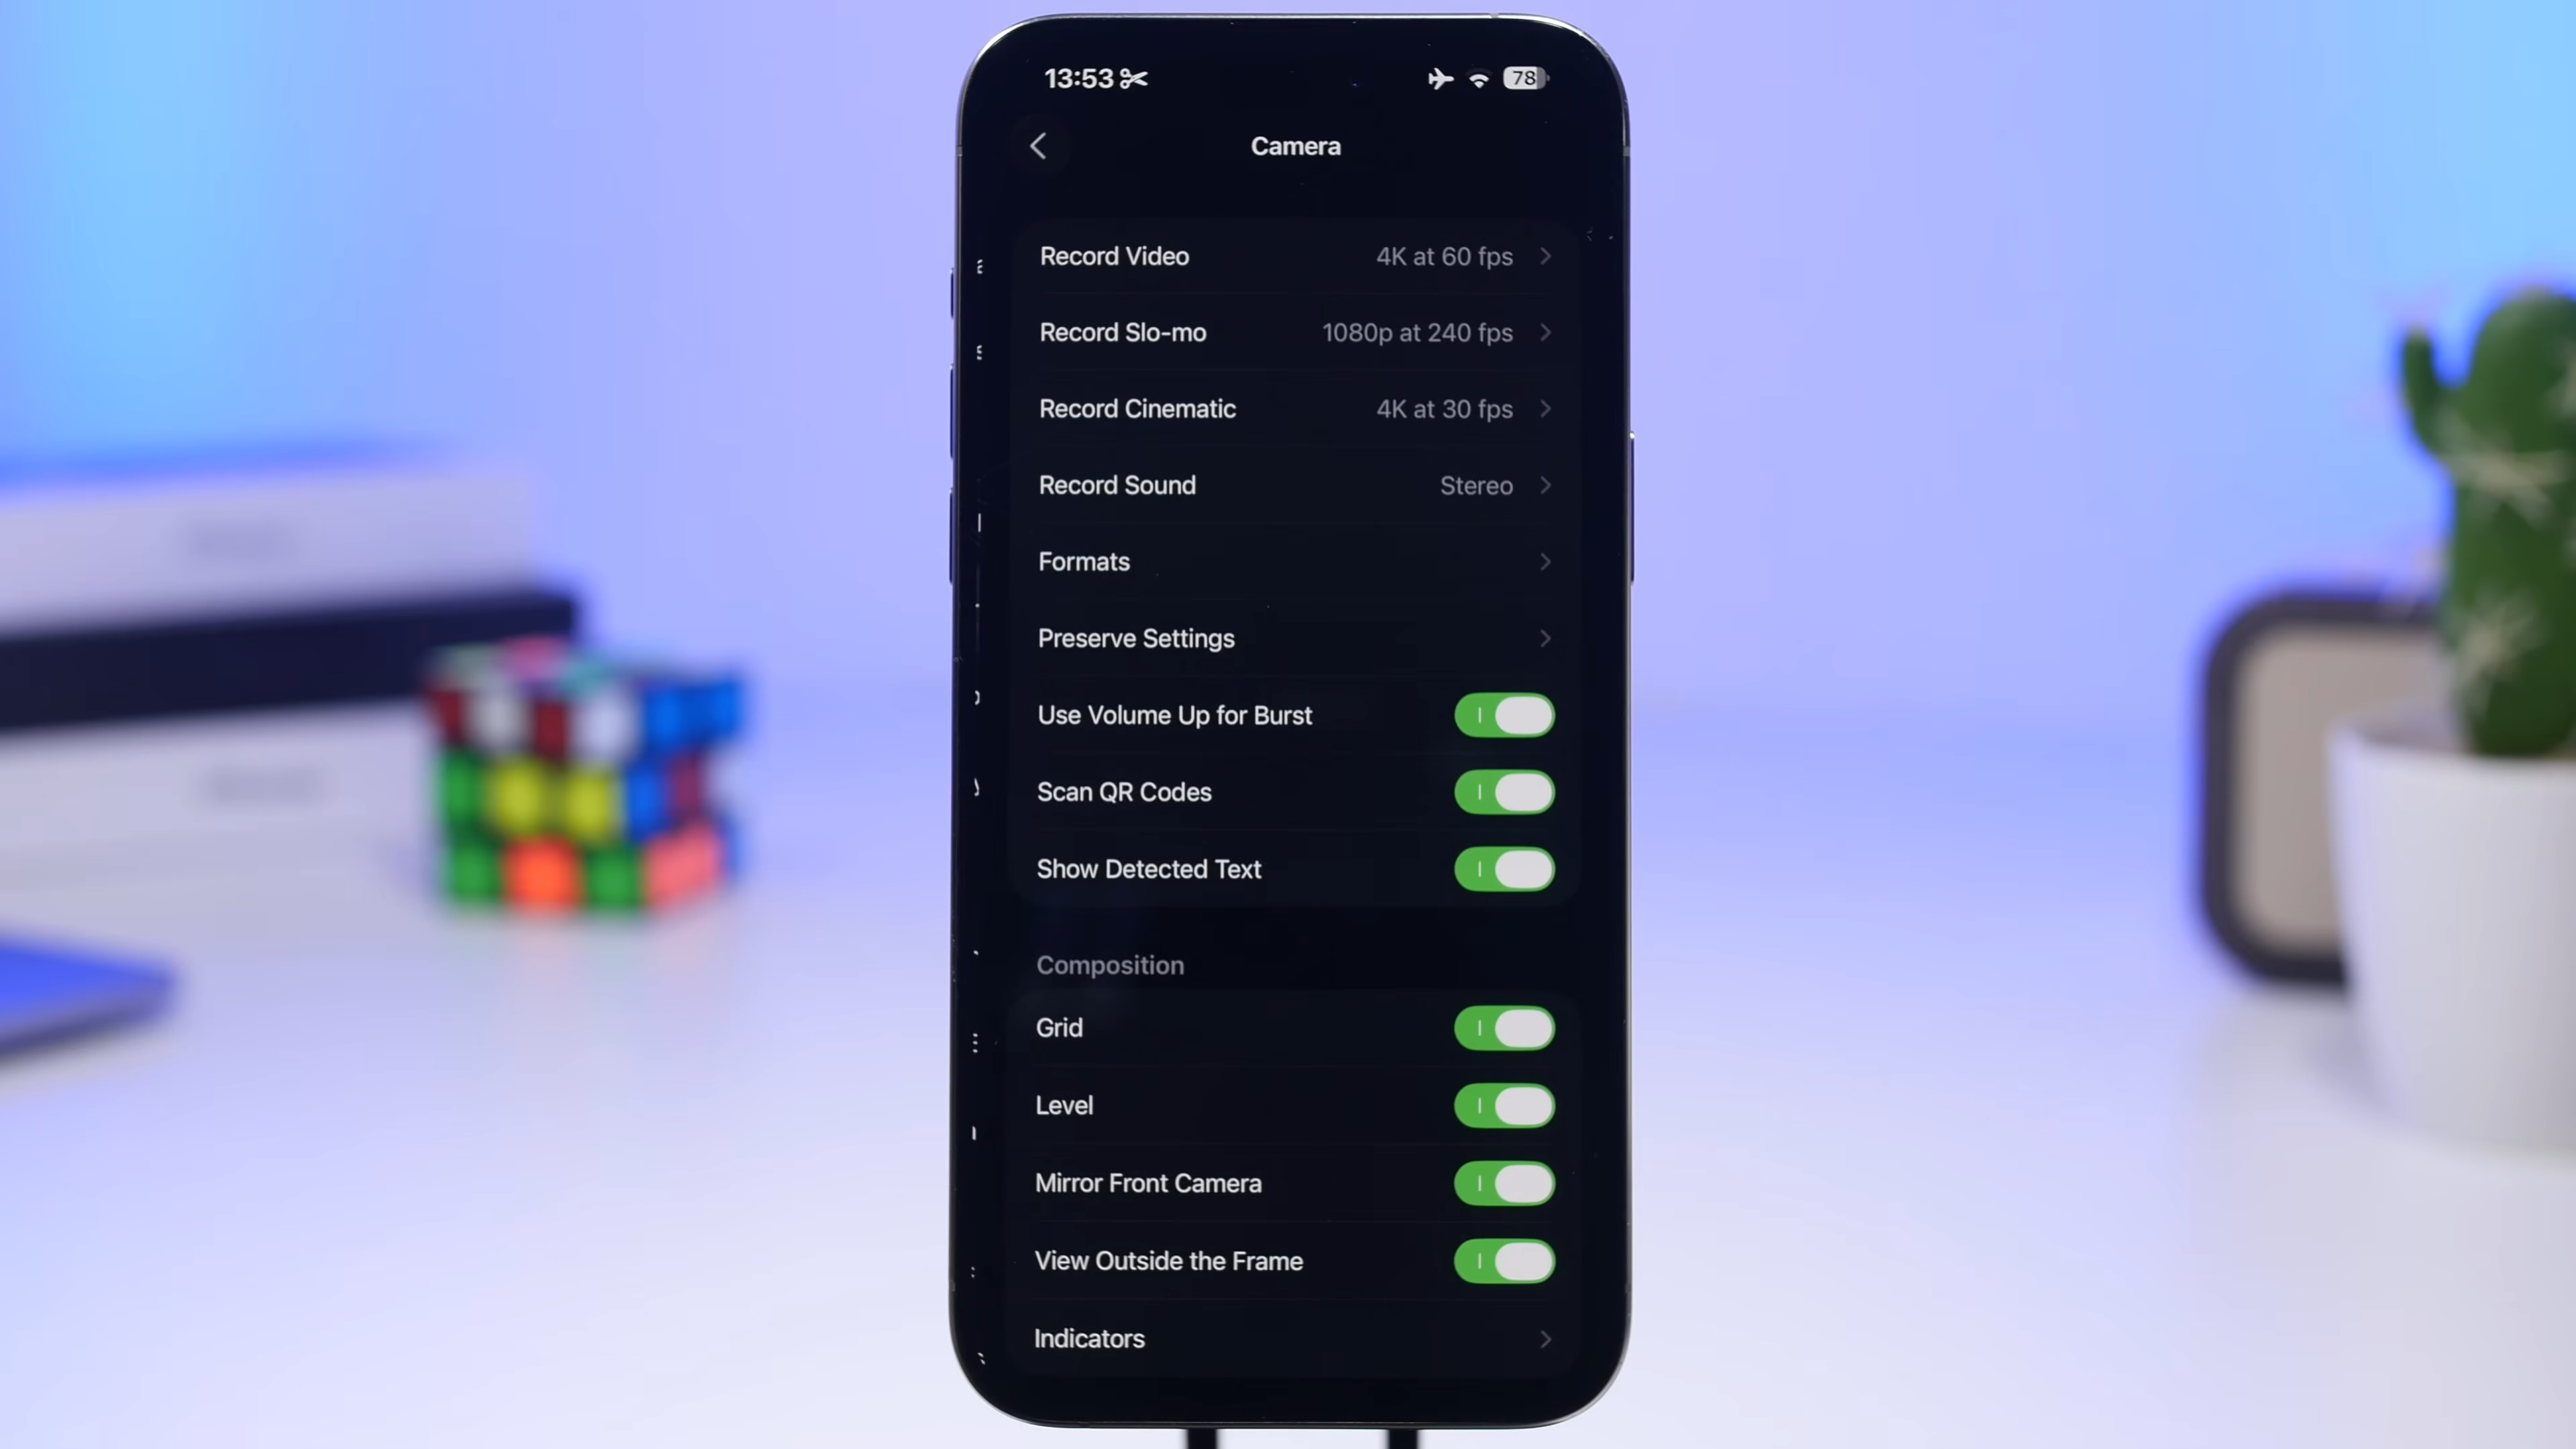 13:53
78
Camera
Record Video 4K at 60 fps
Record Slo-mo 1080p at 240 fps
Record Cinematic 4K at 30 fps
Record Sound Stereo
Formats
Preserve Settings
Use Volume Up for Burst
Scan QR Codes
Show Detected Text
Composition
Grid
Level
Mirror Front Camera
View Outside the Frame
Indicators